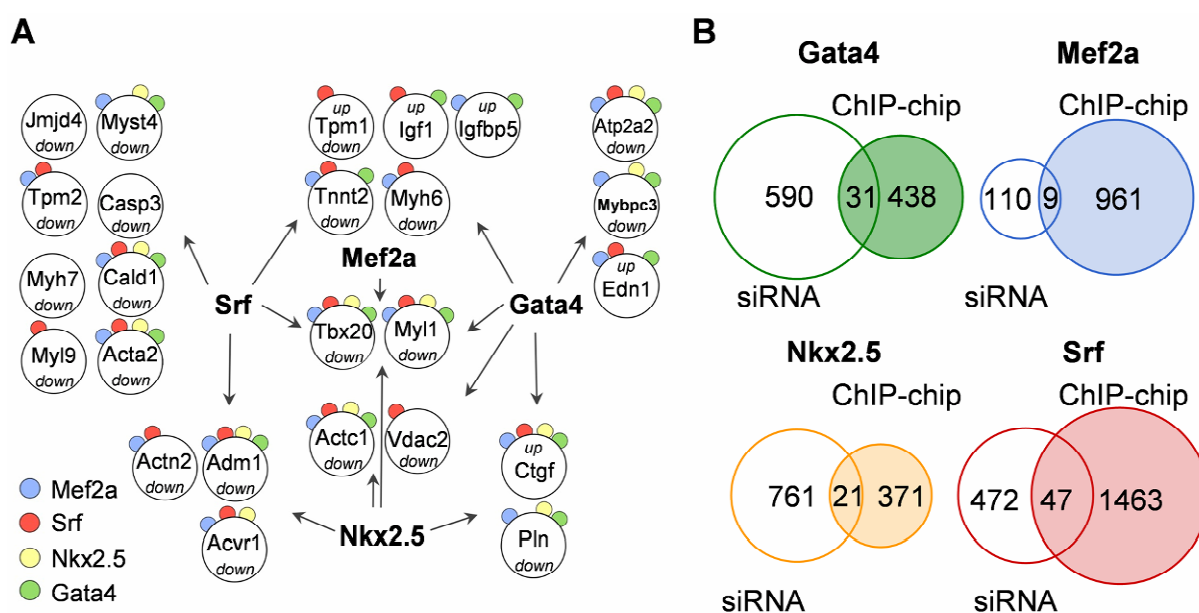 A
Jmjd4
down
Myst4
down
Tpm2
down
Casp3
down
Myh7
down
Cald1
down
Myl9
down
Acta2
down
up
Tpm1
down
up
Igf1
up
Igfbp5
Tnnt2
down
Myh6
down
Atp2a2
down
Mybpc3
down
up
Edn1
Mef2a
Srf
Gata4
Tbx20
down
Myl1
down
Actc1
down
Vdac2
down
Actn2
down
Adm1
down
Acvr1
down
up
Ctgf
Pln
down
Nkx2.5
Mef2a
Srf
Nkx2.5
Gata4
B
Gata4
ChIP-chip
590 31 438
siRNA
Mef2a
ChIP-chip
110 9 961
siRNA
Nkx2.5
ChIP-chip
761 21 371
siRNA
Srf
ChIP-chip
472 47 1463
siRNA